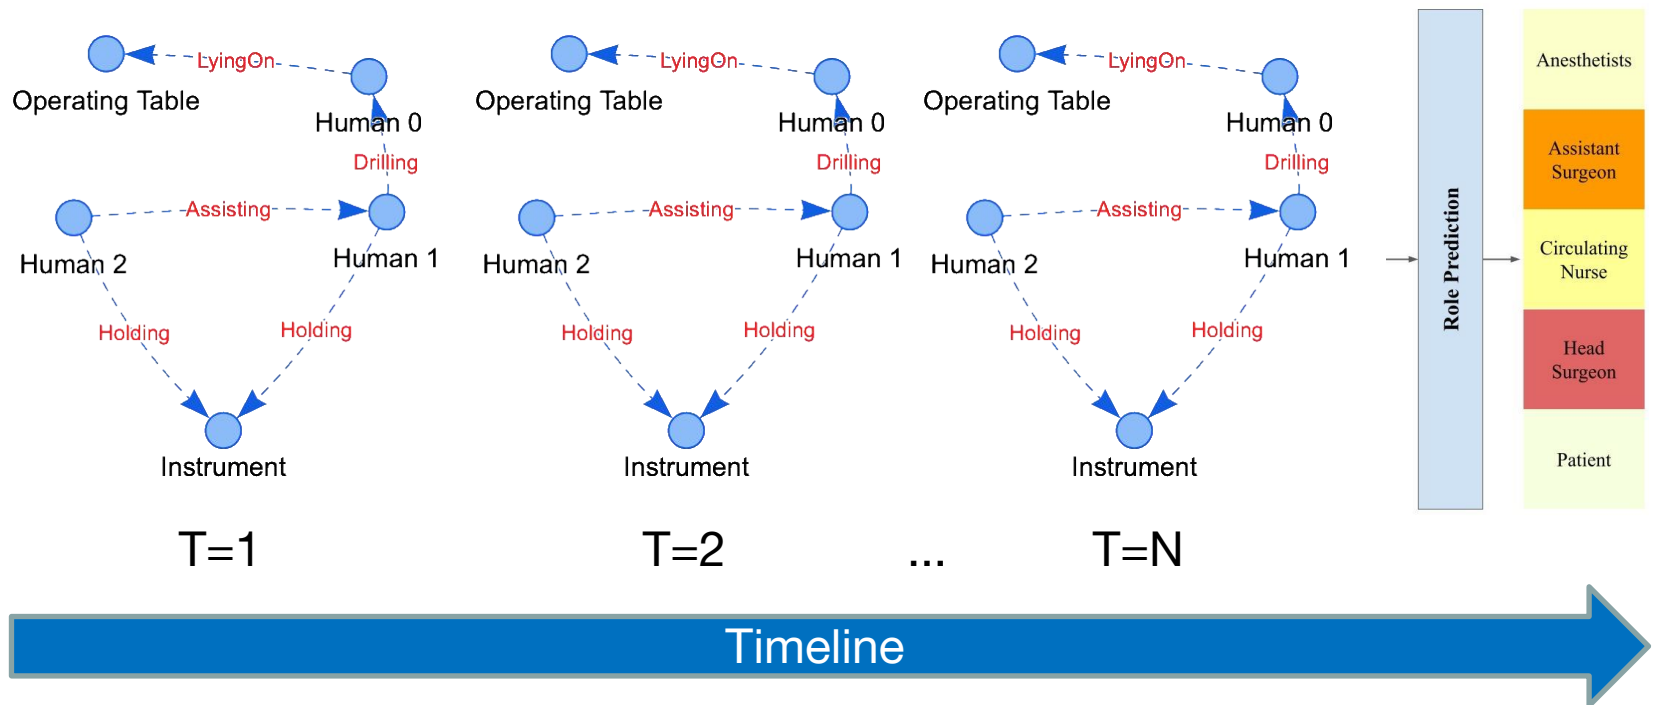 LyingOn
Operating Table
Human 0
Drilling
Assisting
Human 2
Human 1
Holding
Holding
Instrument
T=1
LyingOn
Operating Table
Human 0
Drilling
Assisting
Human 2
Human 1
Holding
Holding
Instrument
T=2
...
LyingOn
Operating Table
Human 0
Drilling
Assisting
Human 2
Human 1
Holding
Holding
Instrument
T=N
Role Prediction
Anesthetists
Assistant
Surgeon
Circulating
Nurse
Head
Surgeon
Patient
Timeline